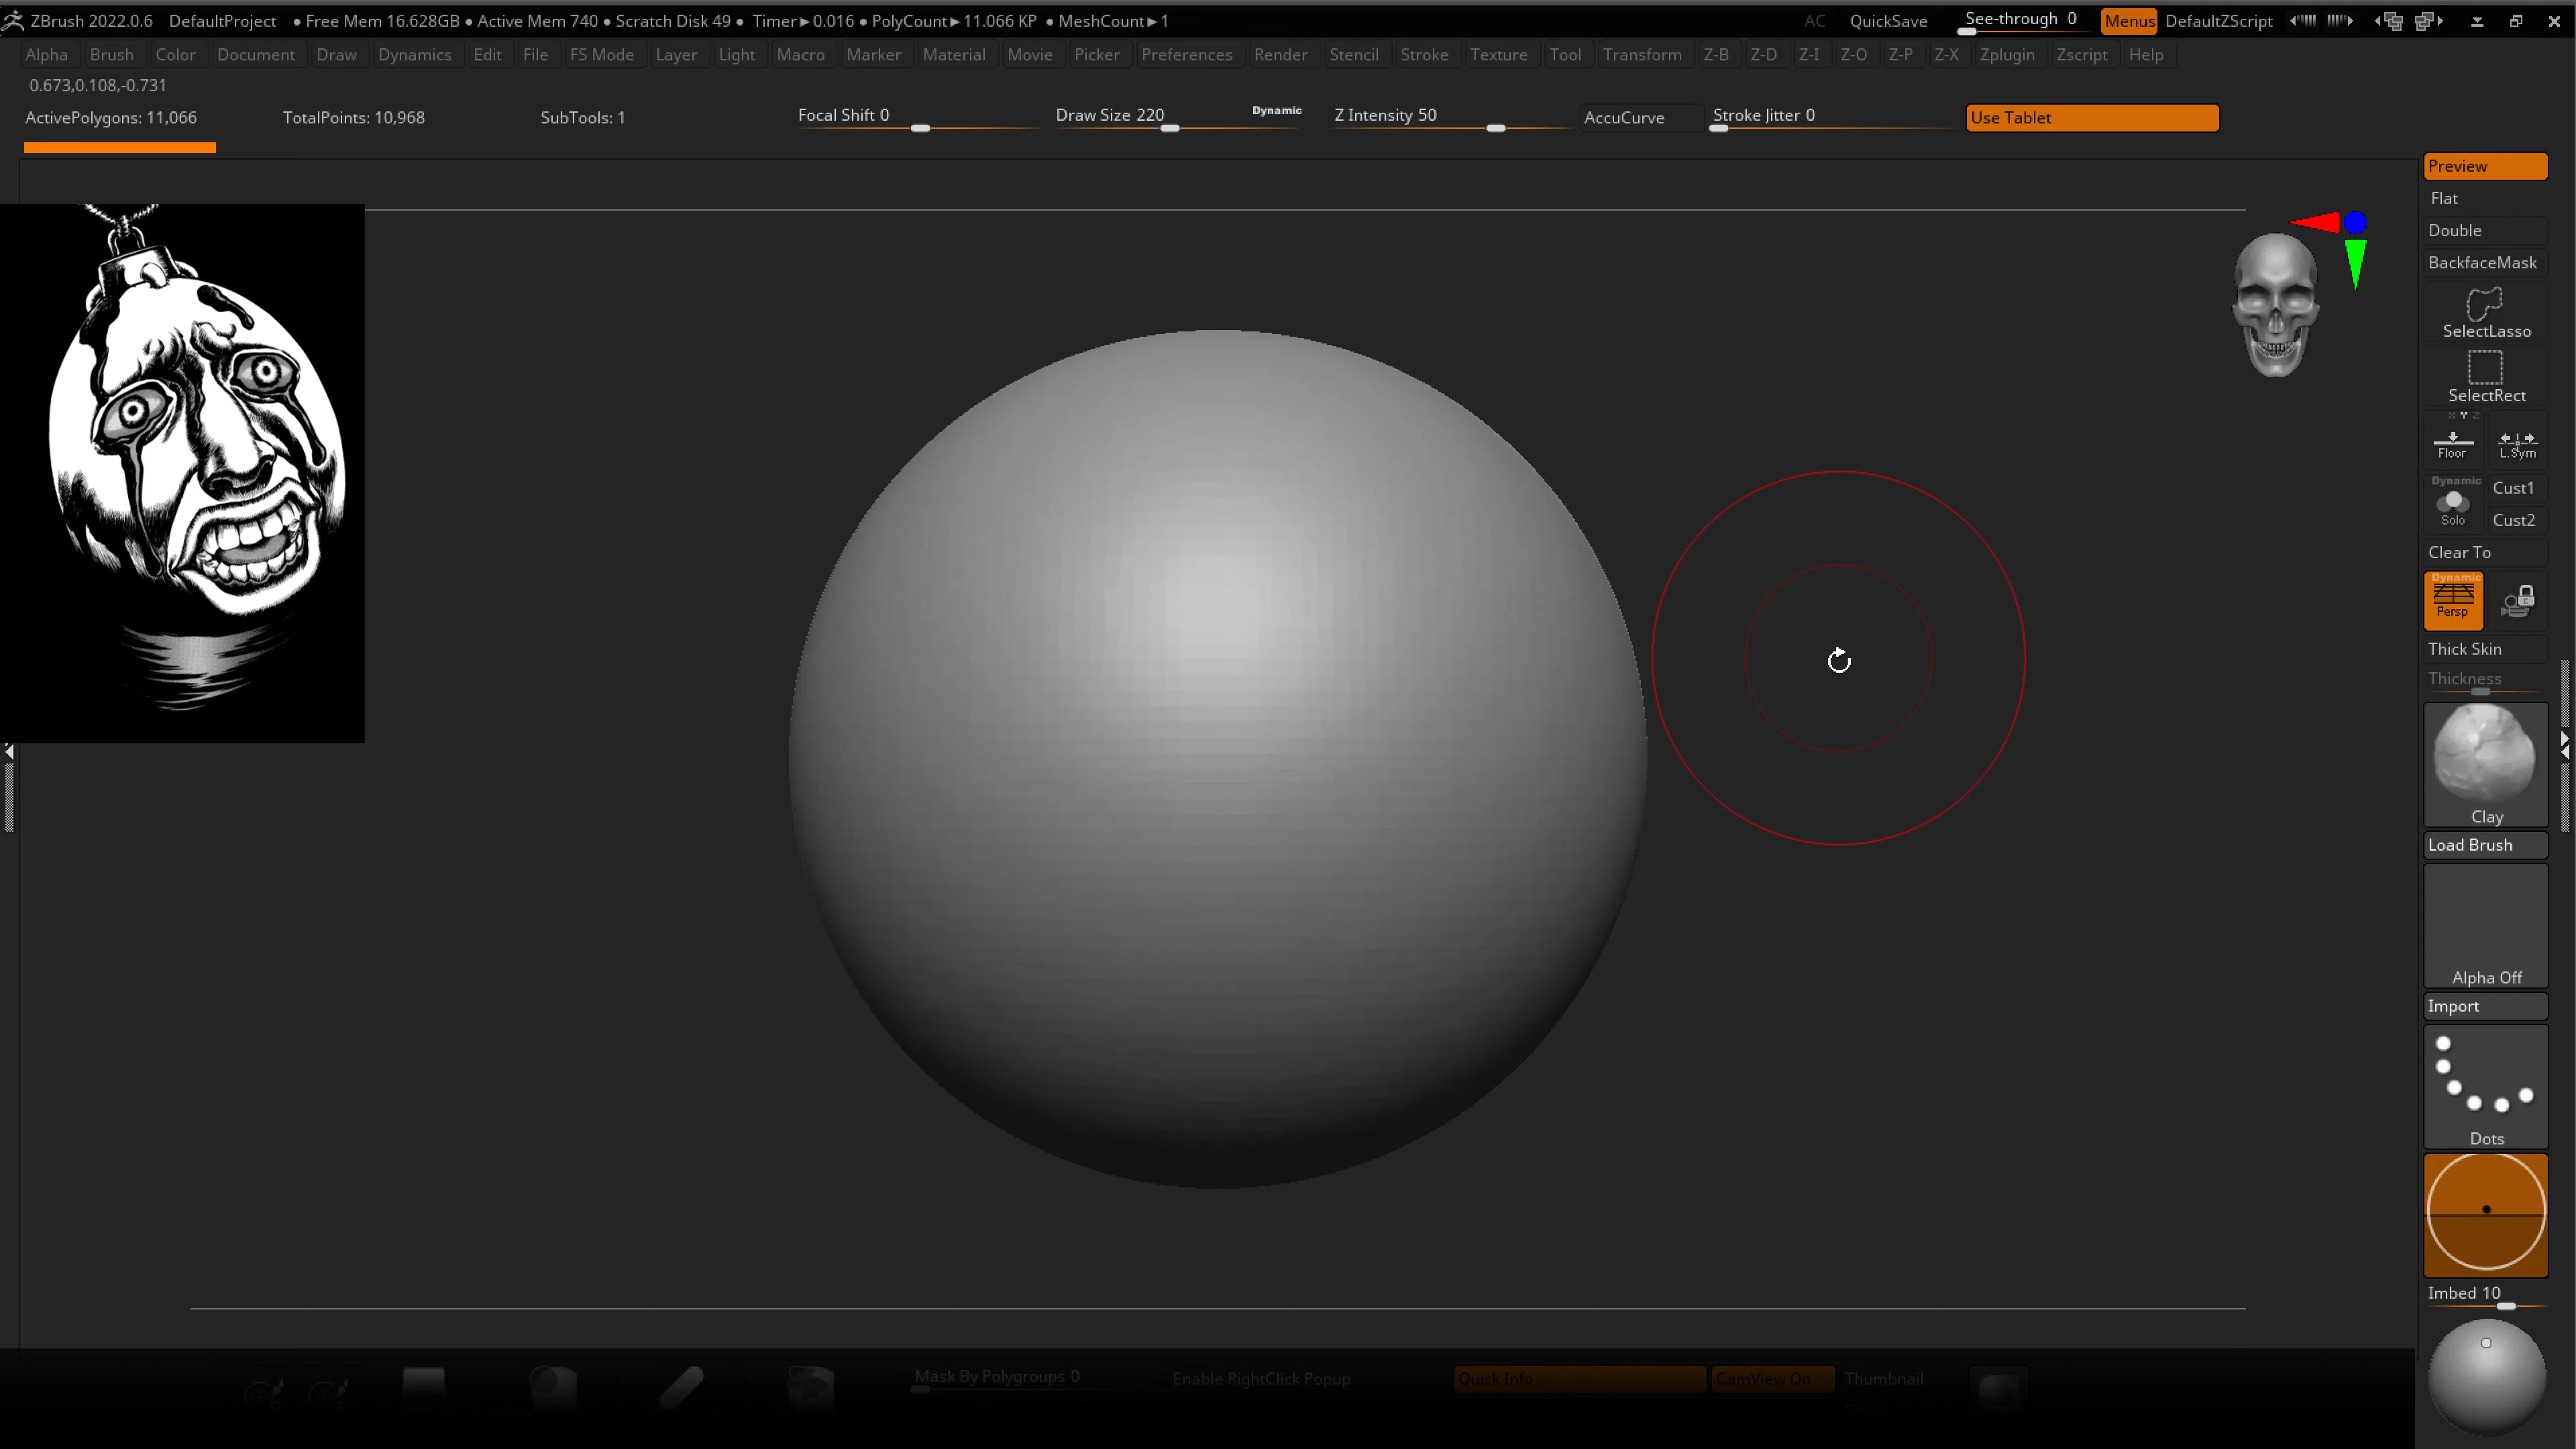 ZBrush 2022.0.6 DefaultProject • Free Mem 16.628GB • Active Mem 740 • Scratch Disk 49 • Timer►0.016 • PolyCount►11.066 KP • MeshCount►1 AC QuickSave See-through 0 Menus DefaultZScript
Alpha Brush Color Document Draw Dynamics Edit File FS Mode Layer Light Macro Marker Material Movie Picker Preferences Render Stencil Stroke Texture Tool Transform Z-B Z-D Z-I Z-O Z-P Z-X Zplugin Zscript Help
0.673,0.108,-0.731
ActivePolygons: 11,066 TotalPoints: 10,968 SubTools: 1 Focal Shift 0 Draw Size 220 Dynamic Z Intensity 50 AccuCurve Stroke Jitter 0 Use Tablet
Preview
Flat
Double
BackfaceMask
SelectLasso
SelectRect
X Y Z
Floor L.Sym
Dynamic
Solo
Cust1
Cust2
Clear To
Dynamic
Persp
Thick Skin
Thickness
Clay
Load Brush
Alpha Off
Import
Dots
Imbed 10
Mask By Polygroups 0 Enable RightClick Popup Quick Info CamView On Thumbnail